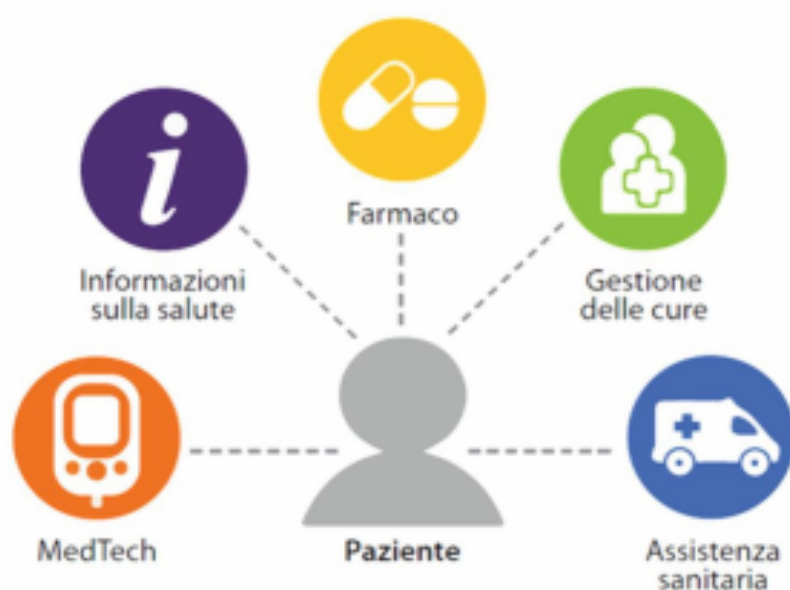 Farmaco
Informazioni
sulla salute
Gestione
delle cure
MedTech
Paziente
Assistenza
sanitaria